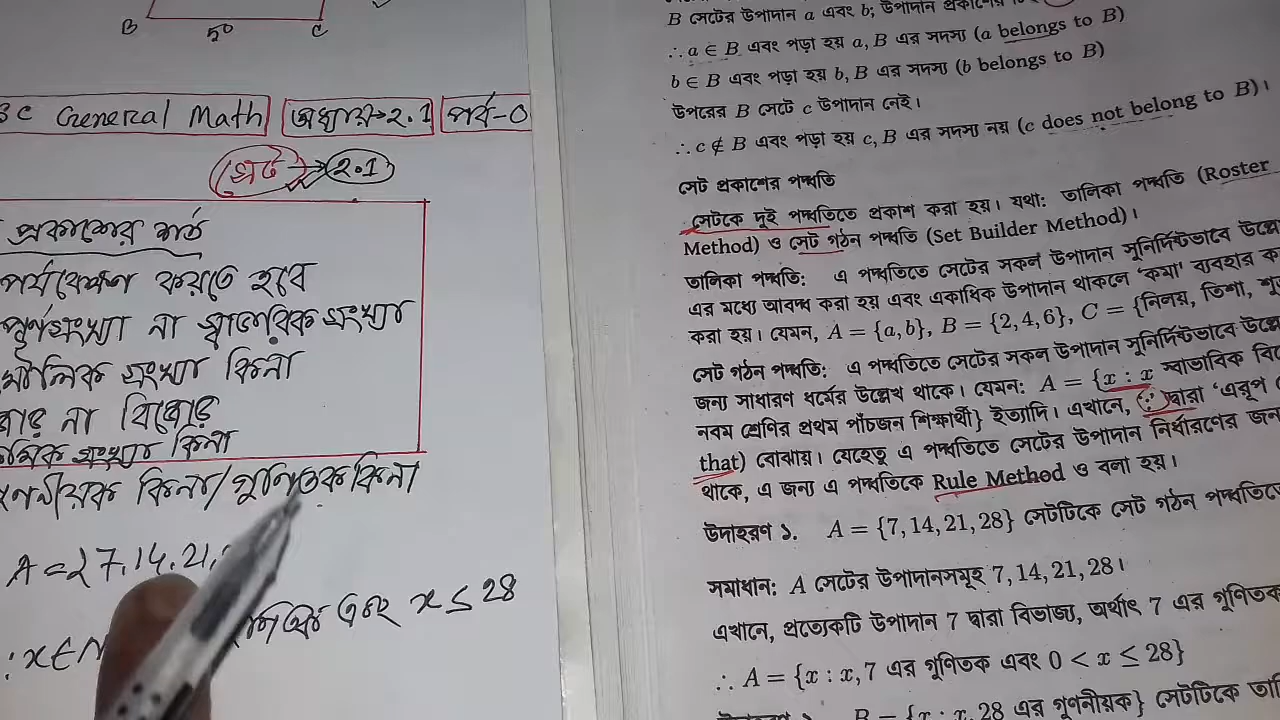 B
5০
C
BC General Math অধ্যায়→২.1 পর্ব-0
সেট → ২.1
প্রকাশের শর্ত
পর্যবেক্ষণ করতে হবে
পূর্ণসংখ্যা না স্বাভাবিক সংখ্যা
মৌলিক সংখ্যা কিনা
জোড় না বিজোড়
সংখ্যা কিনা
কিনা/গুনিতক কিনা
A = {7,14,21,
: x∈N এবং x ≤ 28
B সেটের উপাদান a এবং b; উপাদান প্রকাশের
∴ a ∈ B এবং পড়া হয় a, B এর সদস্য (a belongs to B)
b ∈ B এবং পড়া হয় b, B এর সদস্য (b belongs to B)
উপরের B সেটে c উপাদান নেই।
∴ c ∉ B এবং পড়া হয় c, B এর সদস্য নয় (c does not belong to B)।
সেট প্রকাশের পদ্ধতি
সেটকে দুই পদ্ধতিতে প্রকাশ করা হয়। যথা: তালিকা পদ্ধতি (Roster
Method) ও সেট গঠন পদ্ধতি (Set Builder Method)।
তালিকা পদ্ধতি: এ পদ্ধতিতে সেটের সকল উপাদান সুনির্দিষ্টভাবে উল্লে
এর মধ্যে আবদ্ধ করা হয় এবং একাধিক উপাদান থাকলে 'কমা' ব্যবহার ক
করা হয়। যেমন, A = {a, b}, B = {2, 4, 6}, C = {নিলয়, তিশা,
সেট গঠন পদ্ধতি: এ পদ্ধতিতে সেটের সকল উপাদান সুনির্দিষ্টভাবে উল্লে
জন্য সাধারণ ধর্মের উল্লেখ থাকে। যেমন: A = {x : x স্বাভাবিক
নবম শ্রেণির প্রথম পাঁচজন শিক্ষার্থী} ইত্যাদি। এখানে, ':' দ্বারা 'এরূপ
that) বোঝায়। যেহেতু এ পদ্ধতিতে সেটের উপাদান নির্ধারণের জন্য
থাকে, এ জন্য এ পদ্ধতিকে Rule Method ও বলা হয়।
উদাহরণ ১. A = {7, 14, 21, 28} সেটটিকে সেট গঠন পদ্ধতিতে
সমাধান: A সেটের উপাদানসমূহ 7, 14, 21, 28।
এখানে, প্রত্যেকটি উপাদান 7 দ্বারা বিভাজ্য, অর্থাৎ 7 এর গুণিতক
∴ A = {x : x, 7 এর গুণিতক এবং 0 < x ≤ 28}
B = {x : x, 28 এর গুণনীয়ক} সেটটিকে